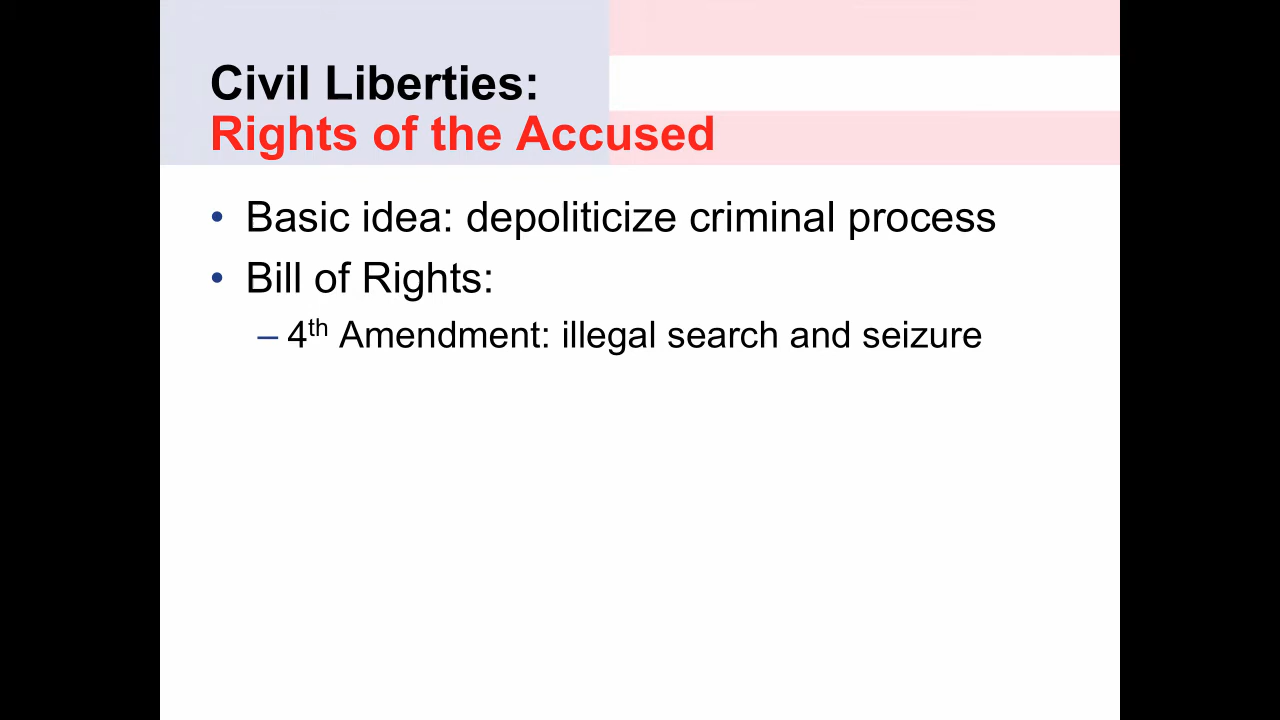 Civil Liberties:
Rights of the Accused
• Basic idea: depoliticize criminal process
• Bill of Rights:
– 4th Amendment: illegal search and seizure